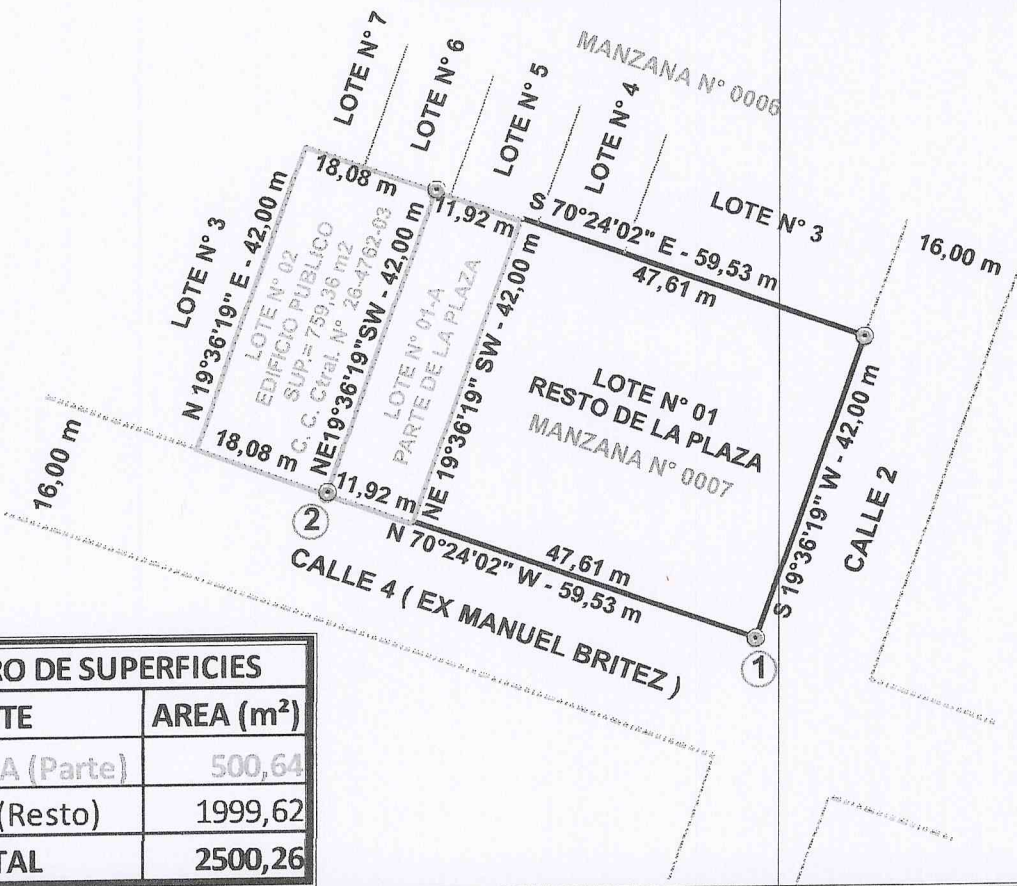 MANZANA N° 0006
LOTE N° 7
LOTE N° 6
LOTE N° 5
LOTE N° 4
LOTE N° 3
16,00 m
18,08 m
11,92 m
S 70°24'02" E - 59,53 m
47,61 m
LOTE N° 3
N 19°36'19" E - 42,00 m
LOTE N° 02
EDIFICIO PUBLICO
SUP.= 759,36 m2
C. C. Ctral. N° 26-4762-03
NE 19°36'19" SW - 42,00 m
LOTE N° 01-A
PARTE DE LA PLAZA
NE 19°36'19" SW - 42,00 m
LOTE N° 01
RESTO DE LA PLAZA
MANZANA N° 0007
S 19°36'19" W - 42,00 m
CALLE 2
16,00 m
18,08 m
11,92 m
2
N 70°24'02" W - 59,53 m
47,61 m
1
CALLE 4 ( EX MANUEL BRITEZ )
RO DE SUPERFICIES
TE AREA (m²)
A (Parte) 500,64
(Resto) 1999,62
TAL 2500,26